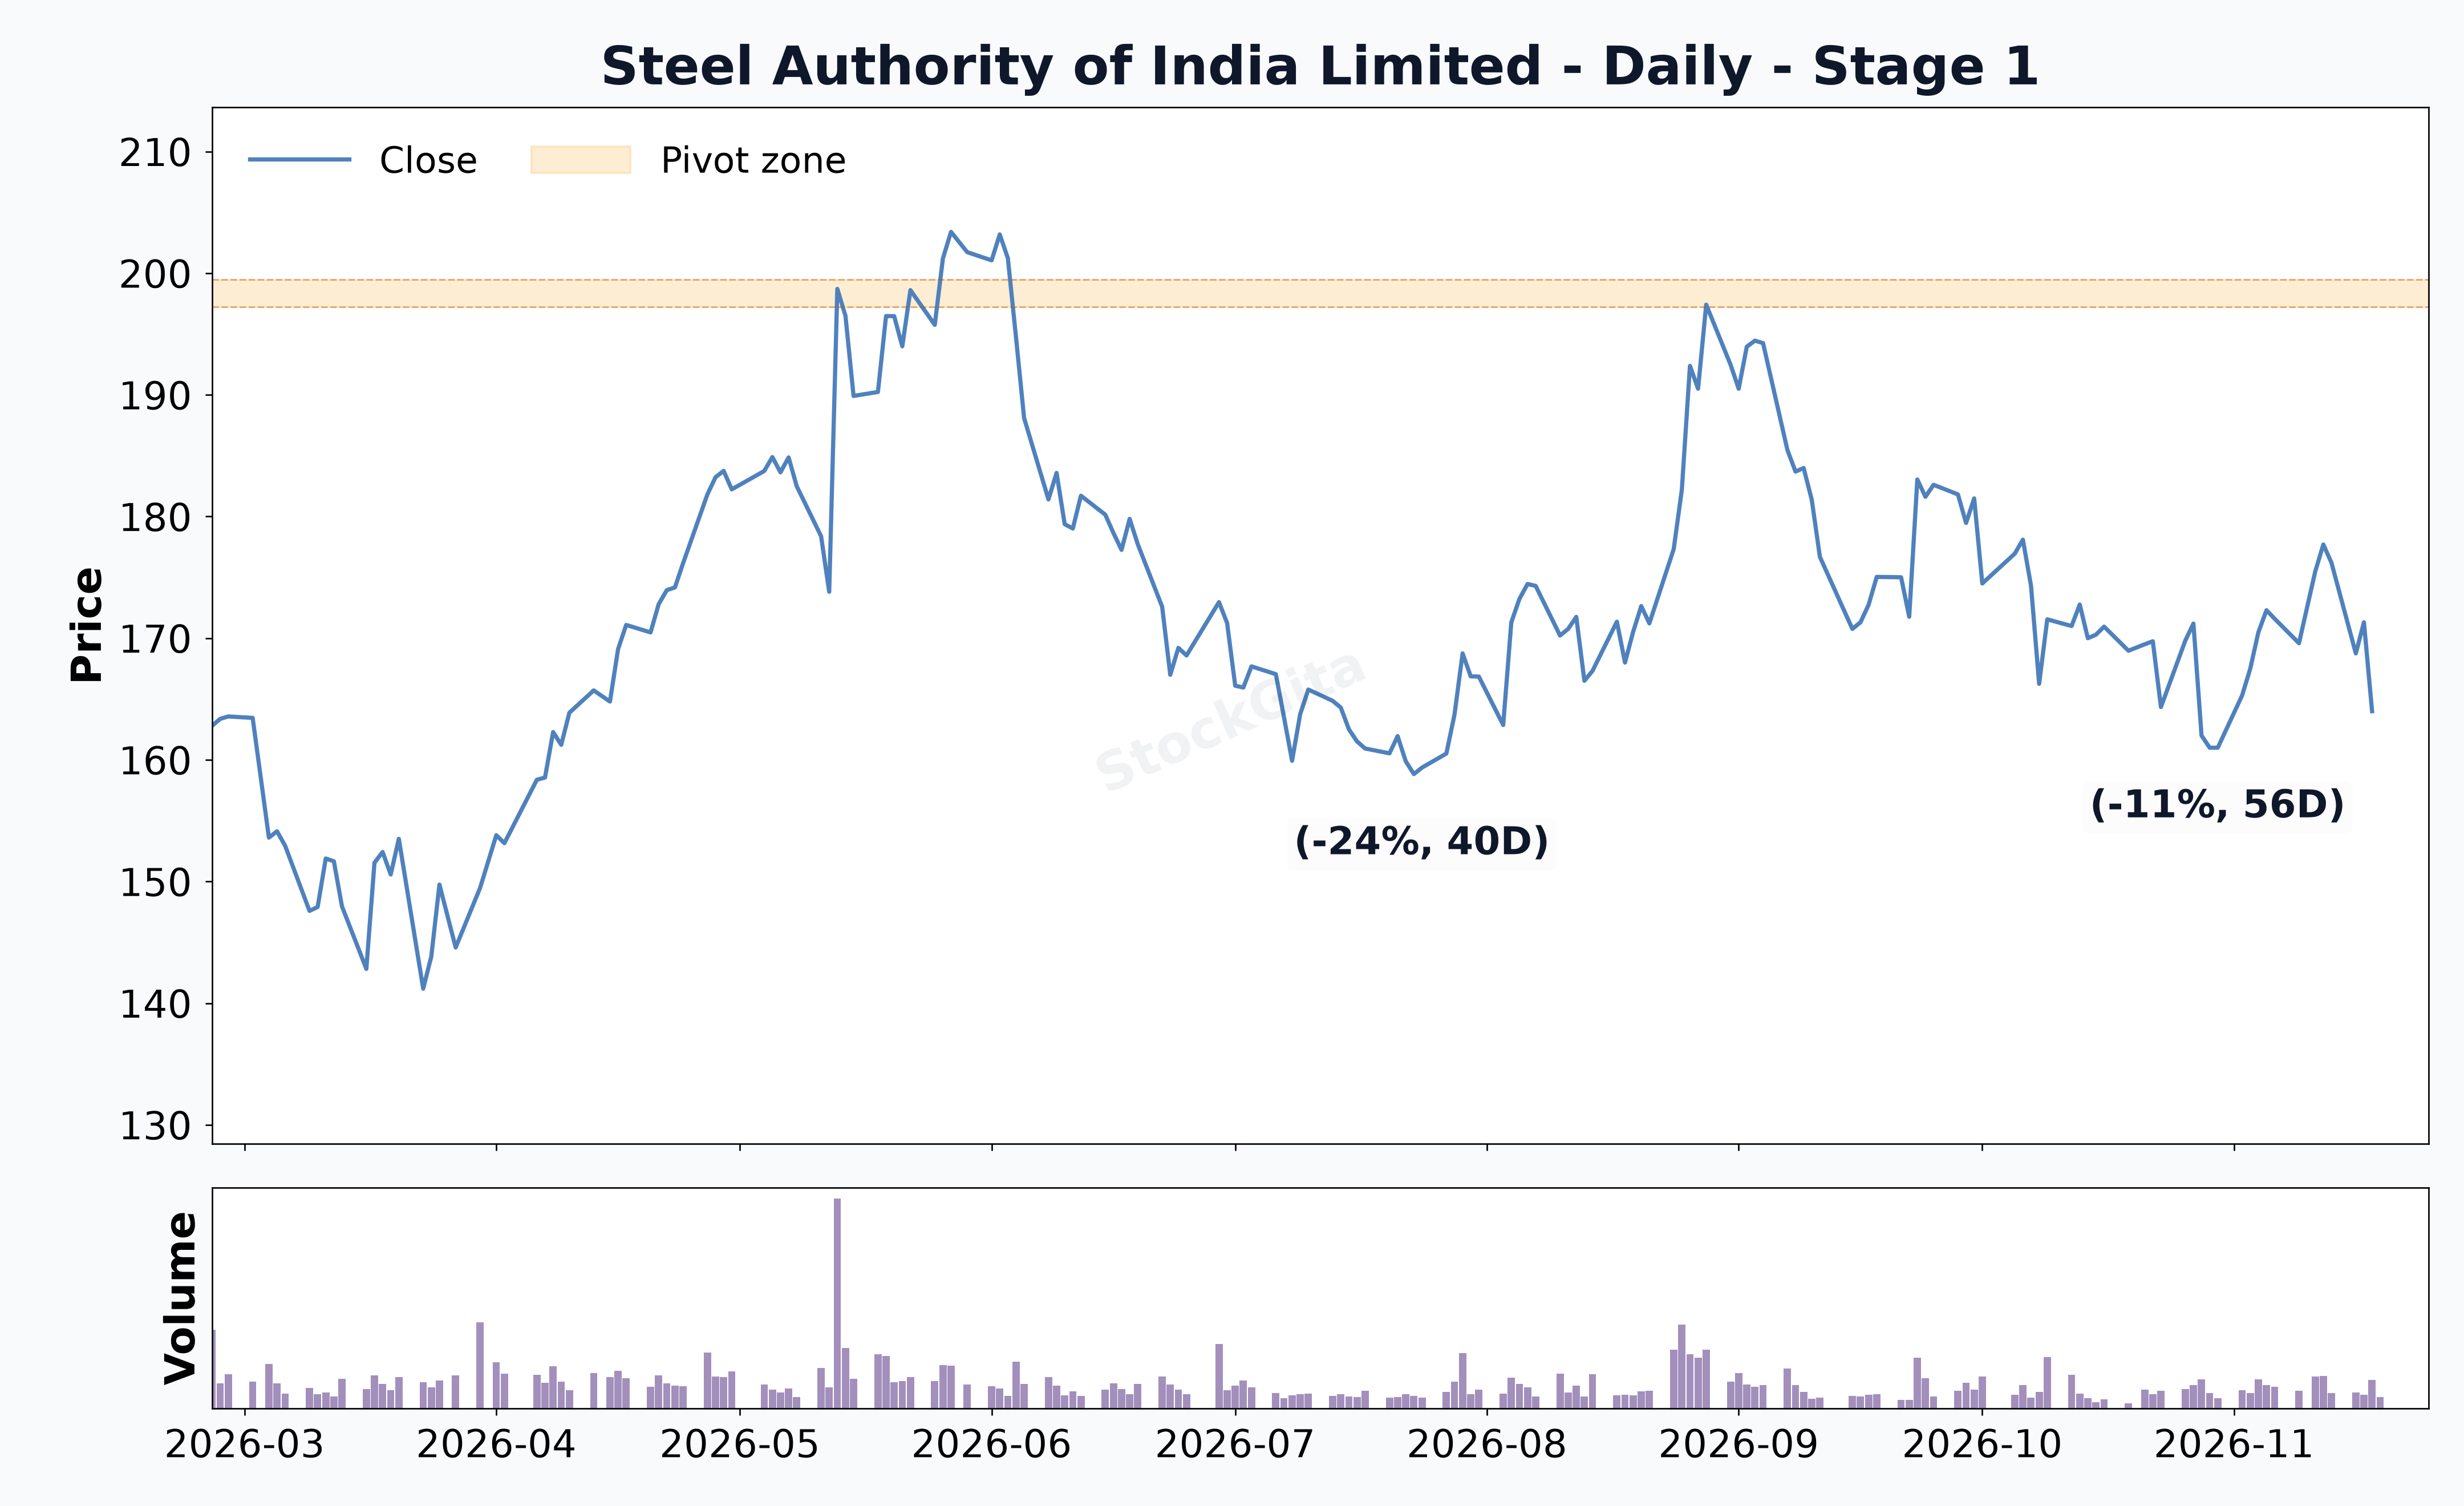 Steel Authority of India Limited - Daily - Stage 1
Close
Pivot zone
210
200
190
180
170
160
150
140
130
Price
StockGita
(-24%, 40D)
(-11%, 56D)
Volume
2026-03
2026-04
2026-05
2026-06
2026-07
2026-08
2026-09
2026-10
2026-11